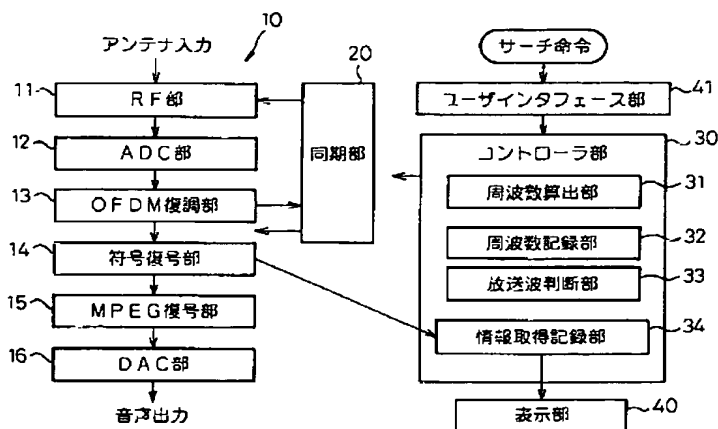 アンテナ入力
10
11
RF部
12
ADC部
13
OFDM復調部
14
符号復号部
15
MPEG復号部
16
DAC部
音声出力
20
同期部
サーチ命令
41
ユーザインタフェース部
30
コントローラ部
31
周波数算出部
32
周波数記録部
33
放送波判断部
34
情報取得記録部
40
表示部